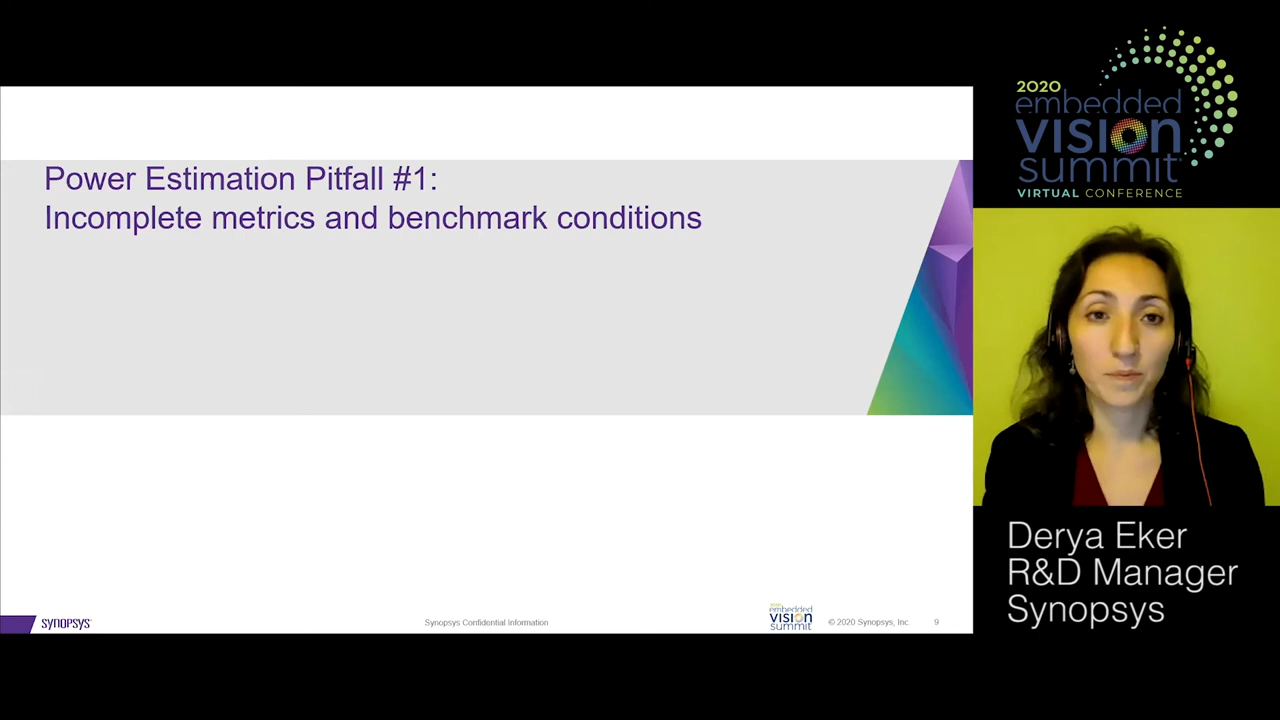 Power Estimation Pitfall #1:
Incomplete metrics and benchmark conditions
SYNOPSYS
Synopsys Confidential Information
2020
embedded
VISION
summit
© 2020 Synopsys, Inc.
9
2020
embedded
VISION
summit
VIRTUAL CONFERENCE
Derya Eker
R&D Manager
Synopsys